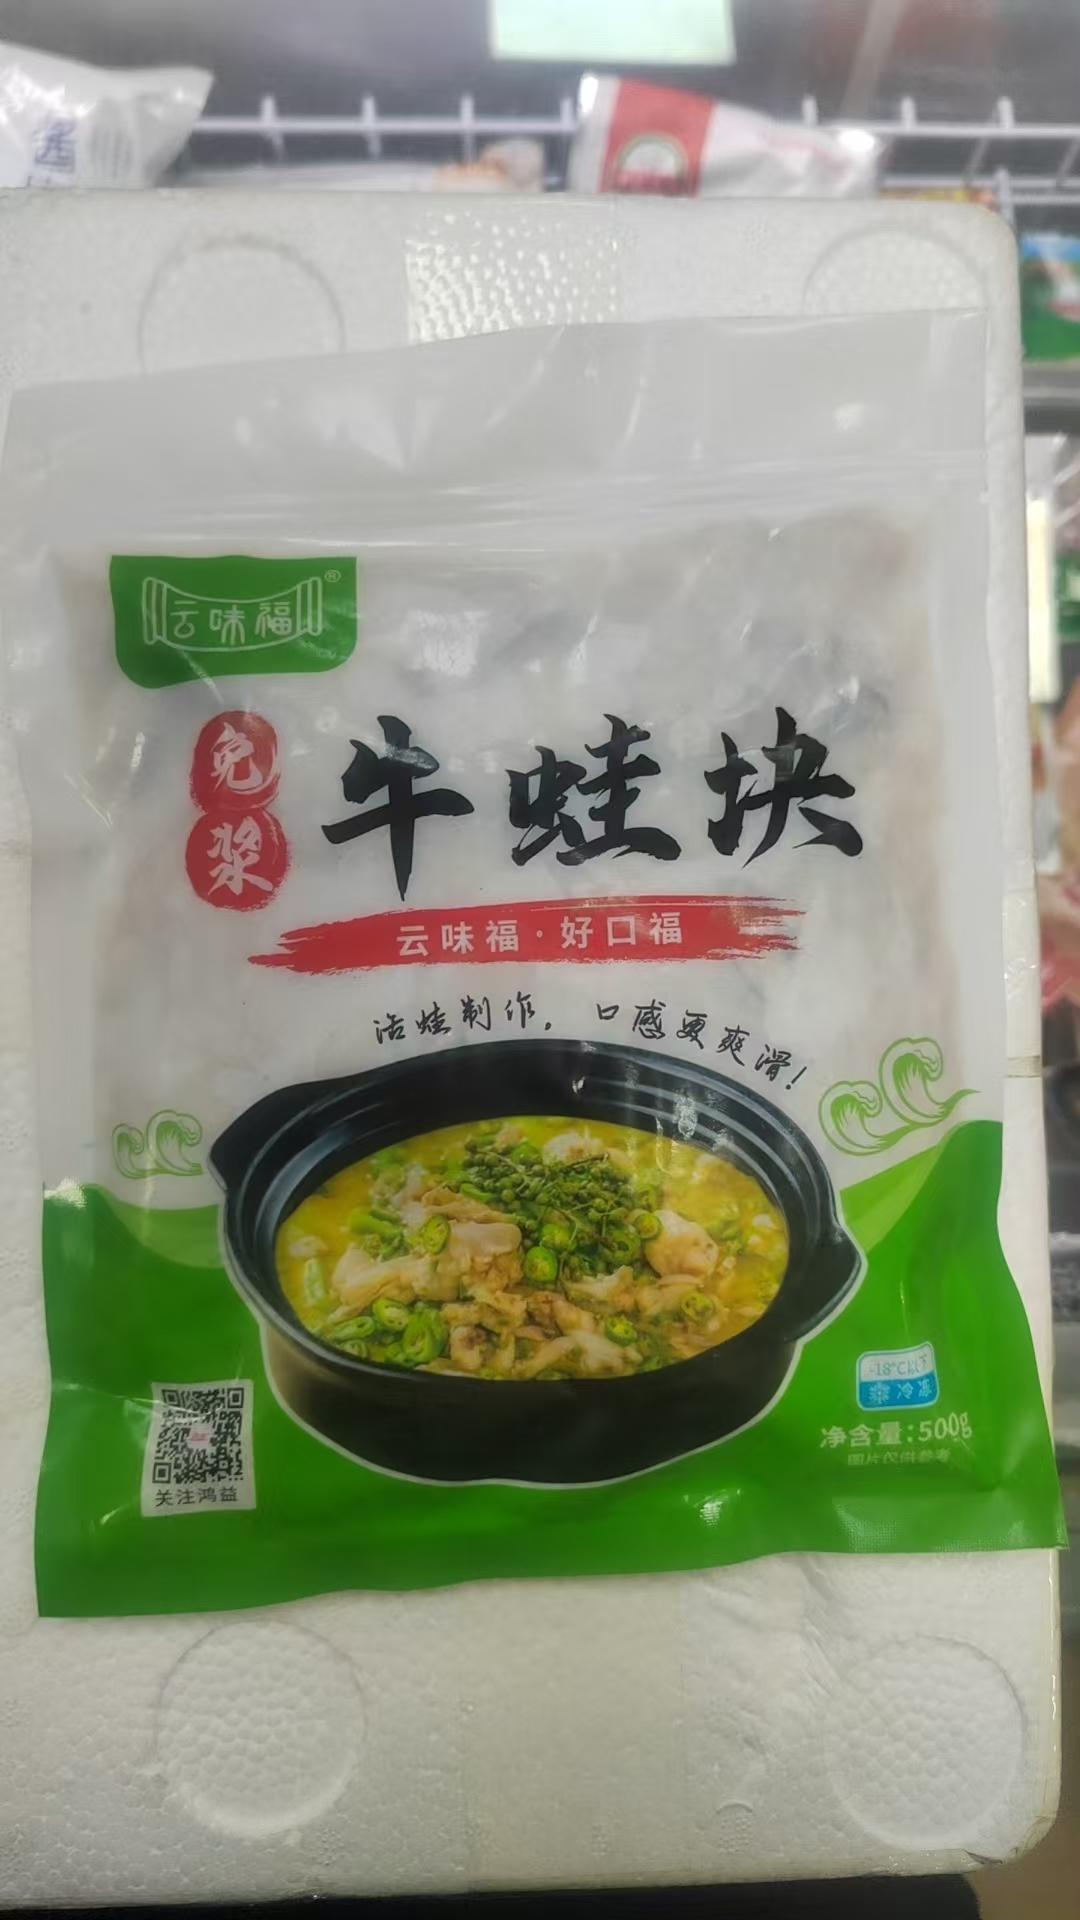 云味福®
免浆
牛蛙块
云味福·好口福
活蛙制作，口感更爽滑！
-18°C以下
冷冻
净含量：500g
图片仅供参考
关注鸿益